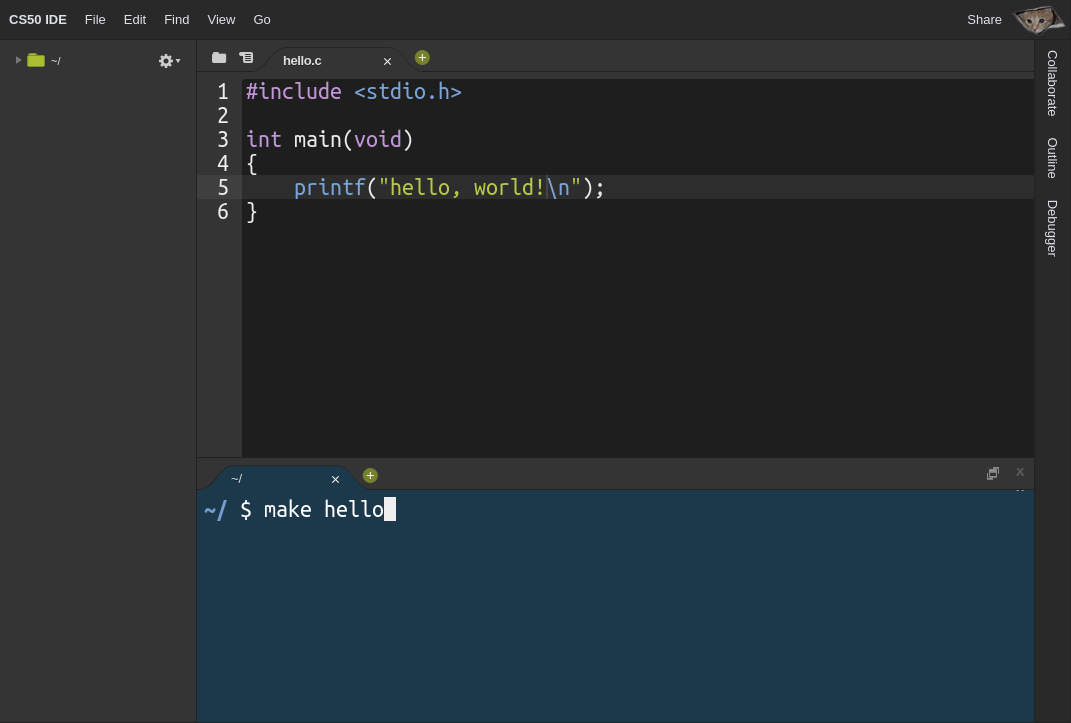 CS50 IDE File Edit Find View Go Share
~/
hello.c
1 #include <stdio.h>
2
3 int main(void)
4 {
5     printf("hello, world!\n");
6 }
Collaborate
Outline
Debugger
~/
~/ $ make hello